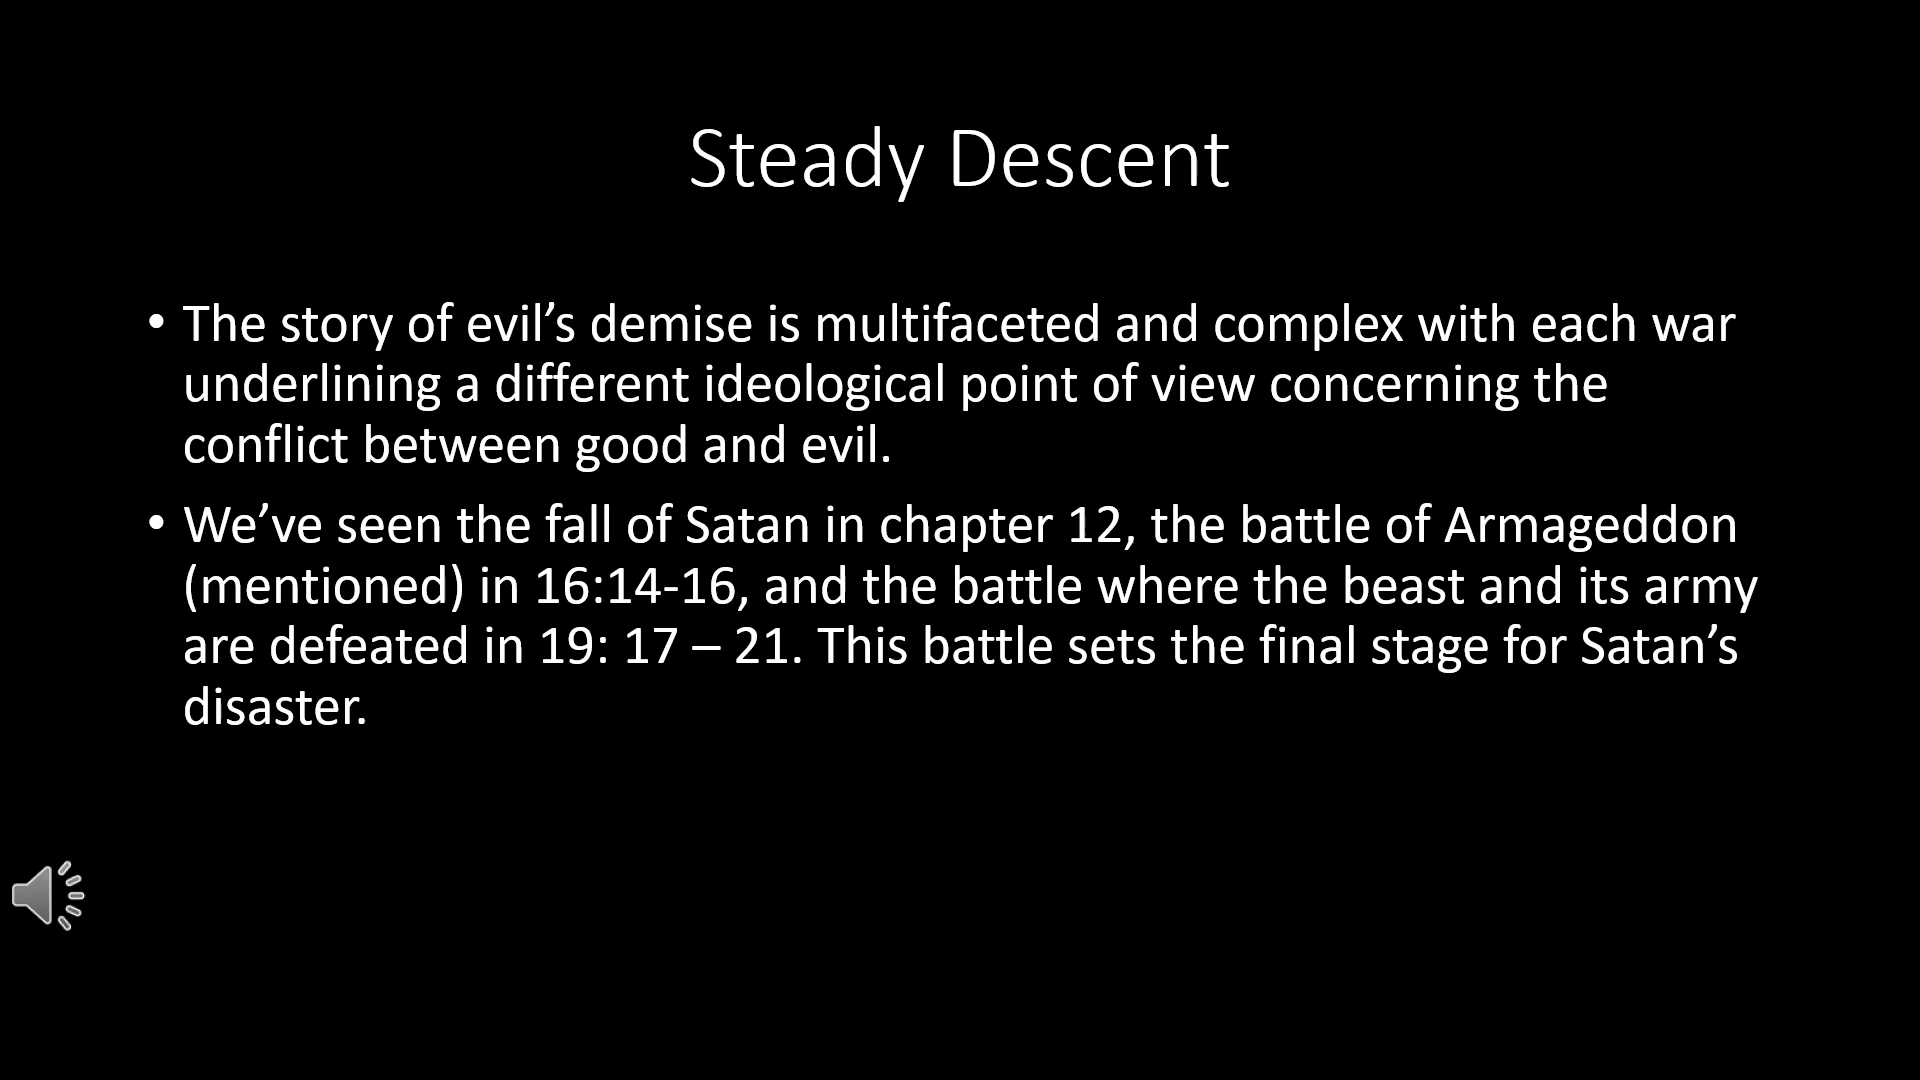 Steady Descent
• The story of evil’s demise is multifaceted and complex with each war
underlining a different ideological point of view concerning the
conflict between good and evil.
• We’ve seen the fall of Satan in chapter 12, the battle of Armageddon
(mentioned) in 16:14-16, and the battle where the beast and its army
are defeated in 19: 17 – 21. This battle sets the final stage for Satan’s
disaster.